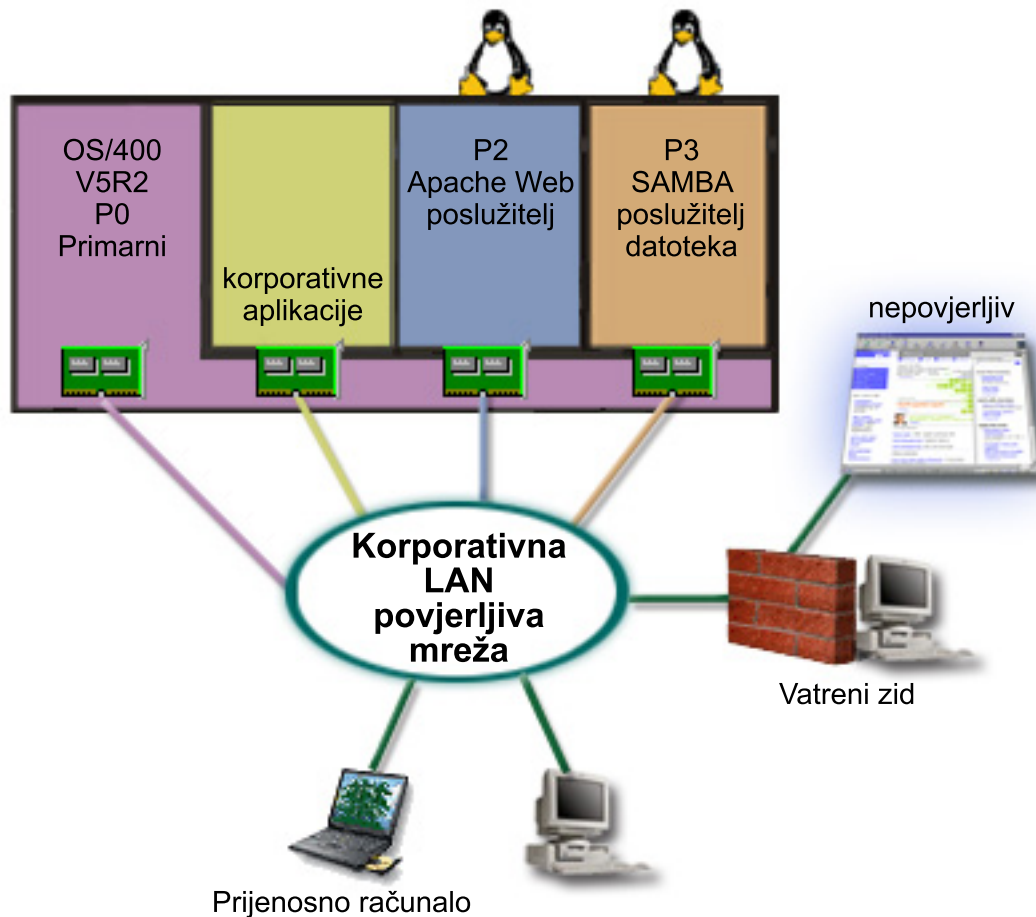 OS/400
V5R2
P0
Primarni
korporativne
aplikacije
P2
Apache Web
poslužitelj
P3
SAMBA
poslužitelj
datoteka
nepovjerljiv
Korporativna
LAN
povjerljiva
mreža
Vatreni zid
Prijenosno računalo